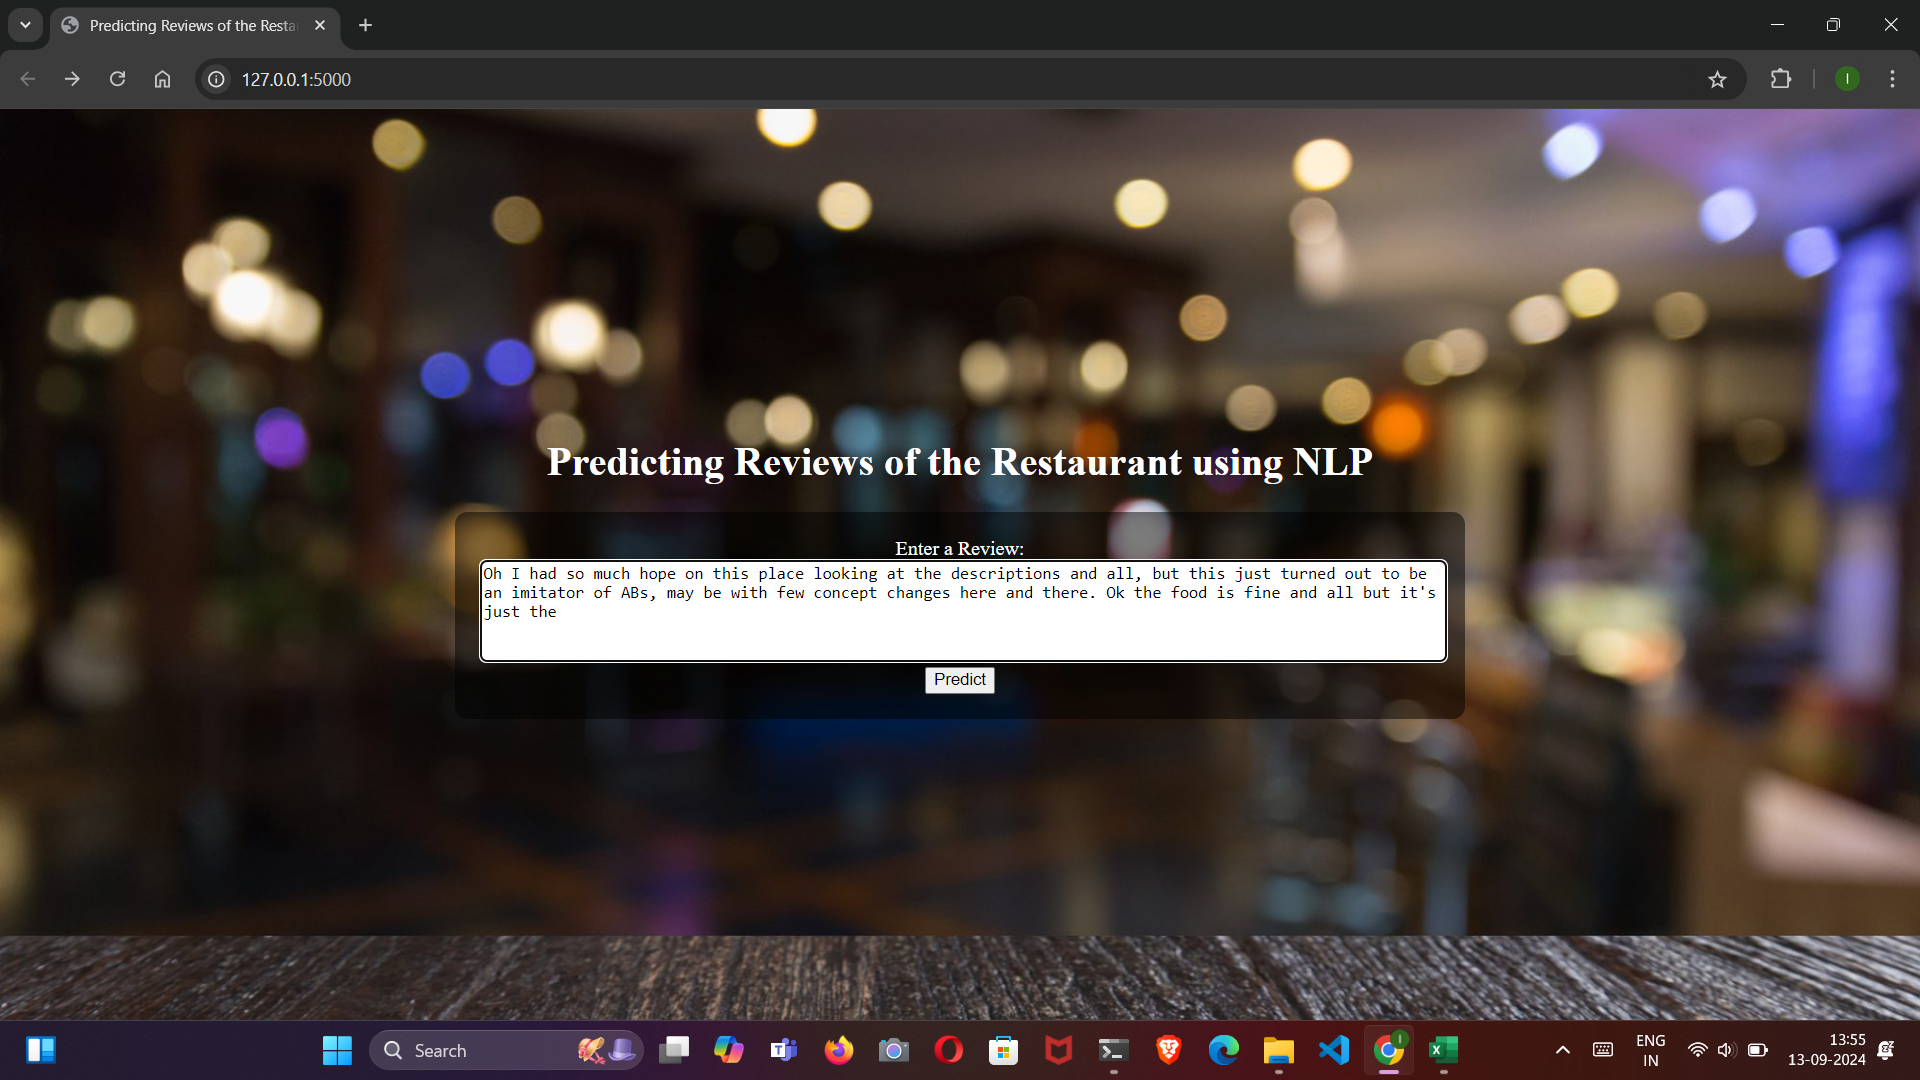 Predicting Reviews of the Resta
127.0.0.1:5000
I
Predicting Reviews of the Restaurant using NLP
Enter a Review:
Oh I had so much hope on this place looking at the descriptions and all, but this just turned out to be
an imitator of ABs, may be with few concept changes here and there. Ok the food is fine and all but it's
just the
Predict
Search
ENG
IN
13:55
13-09-2024